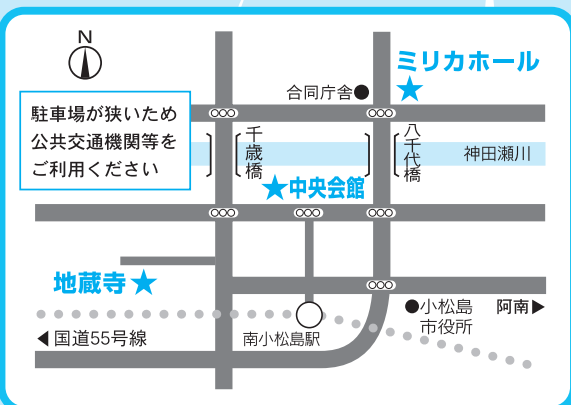 N
ミリカホール
合同庁舎
駐車場が狭いため
公共交通機関等を
ご利用ください
千歳橋
八千代橋
神田瀬川
中央会館
地蔵寺
小松島
市役所
阿南▶
◀国道55号線
南小松島駅